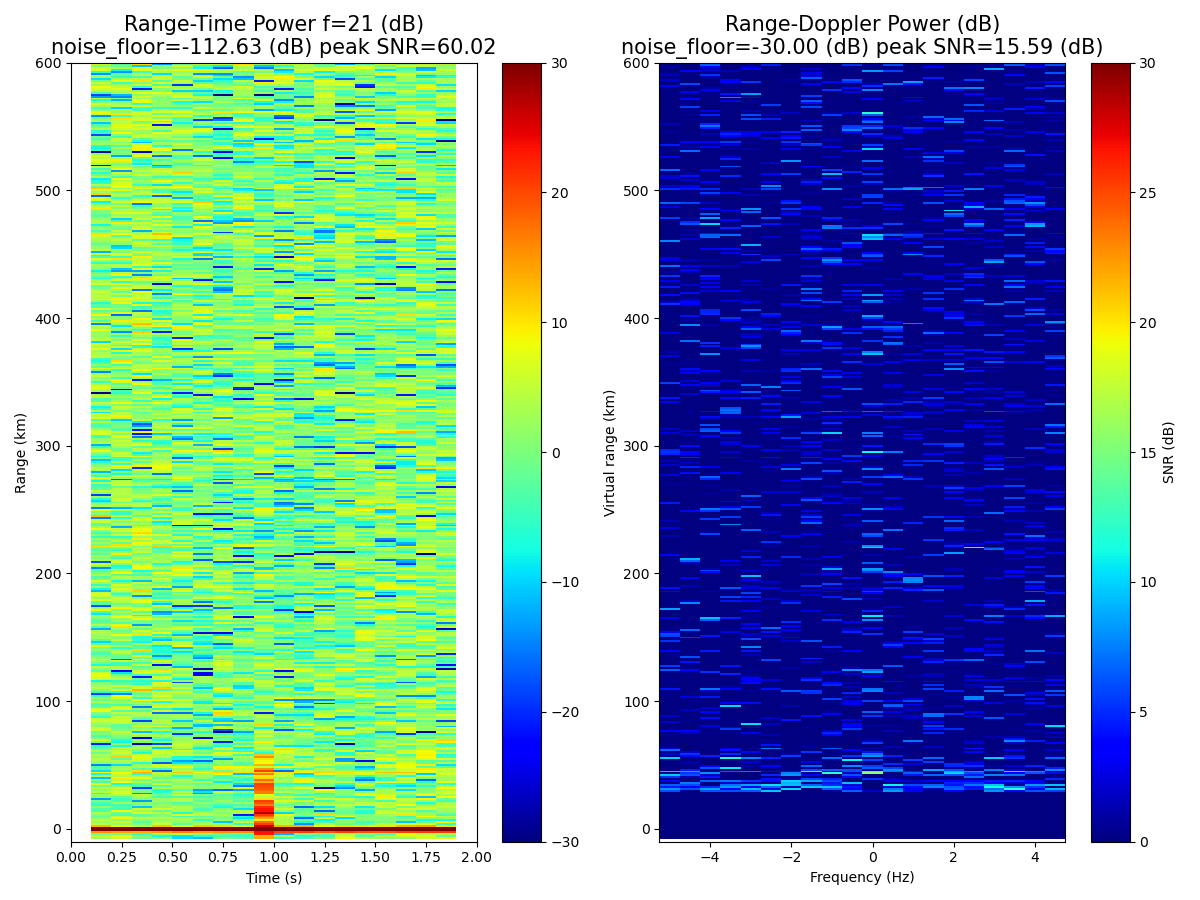 Range-Time Power f=21 (dB)
noise_floor=-112.63 (dB) peak SNR=60.02
Range-Doppler Power (dB)
noise_floor=-30.00 (dB) peak SNR=15.59 (dB)
600
500
400
300
200
100
0
Range (km)
0.00 0.25 0.50 0.75 1.00 1.25 1.50 1.75 2.00
Time (s)
30
20
10
0
−10
−20
−30
600
500
400
300
200
100
0
Virtual range (km)
−4 −2 0 2 4
Frequency (Hz)
30
25
20
15
10
5
0
SNR (dB)